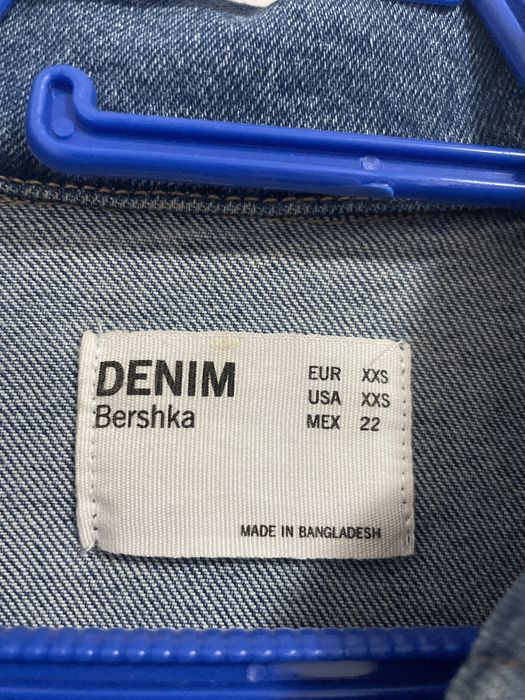 DENIM
Bershka
EUR XXS
USA XXS
MEX 22
MADE IN BANGLADESH